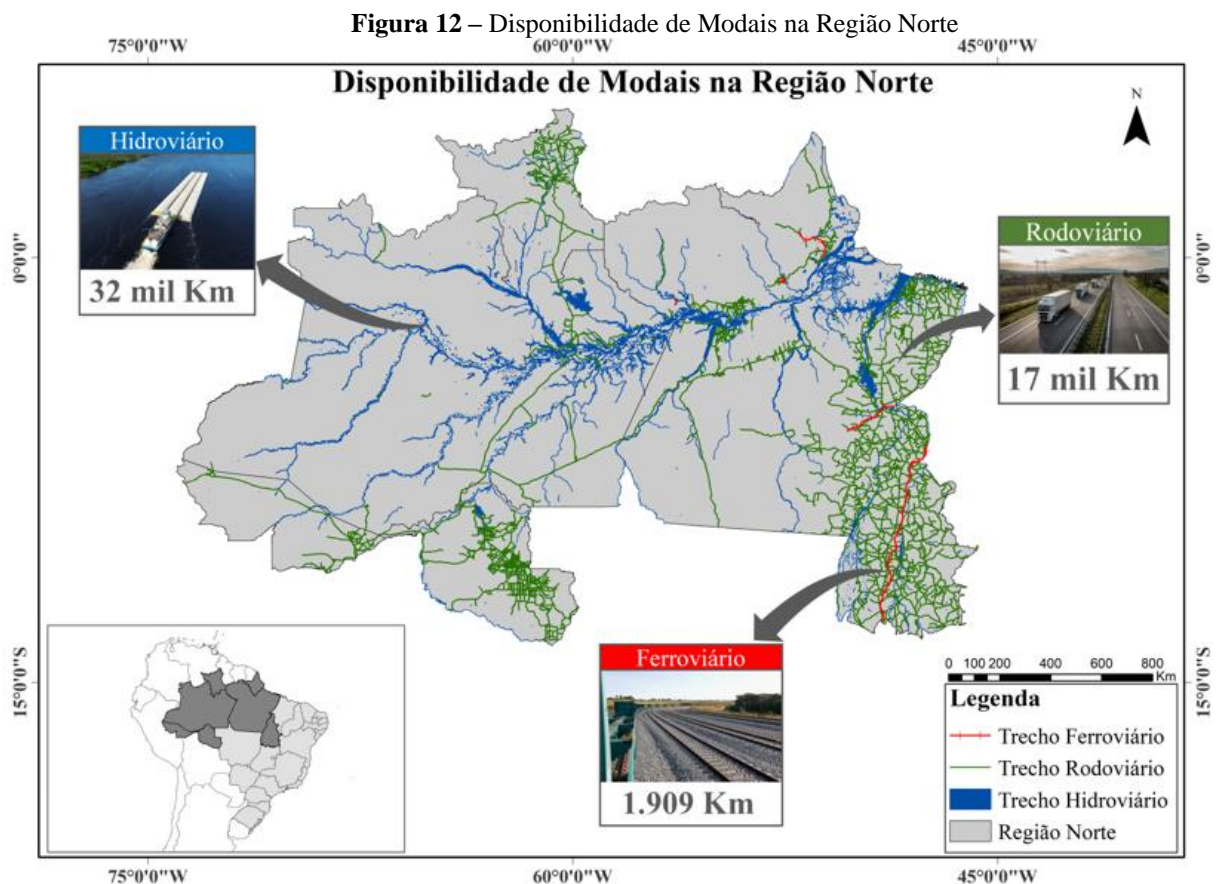 Figura 12 – Disponibilidade de Modais na Região Norte
75°0'0"W 60°0'0"W 45°0'0"W
Disponibilidade de Modais na Região Norte
N
Hidroviário
32 mil Km
Rodoviário
17 mil Km
0°0'0" 0°0'0"
Ferroviário
1.909 Km
15°0'0"S 15°0'0"S
0 100 200 400 600 800
Km
Legenda
Trecho Ferroviário
Trecho Rodoviário
Trecho Hidroviário
Região Norte
75°0'0"W 60°0'0"W 45°0'0"W